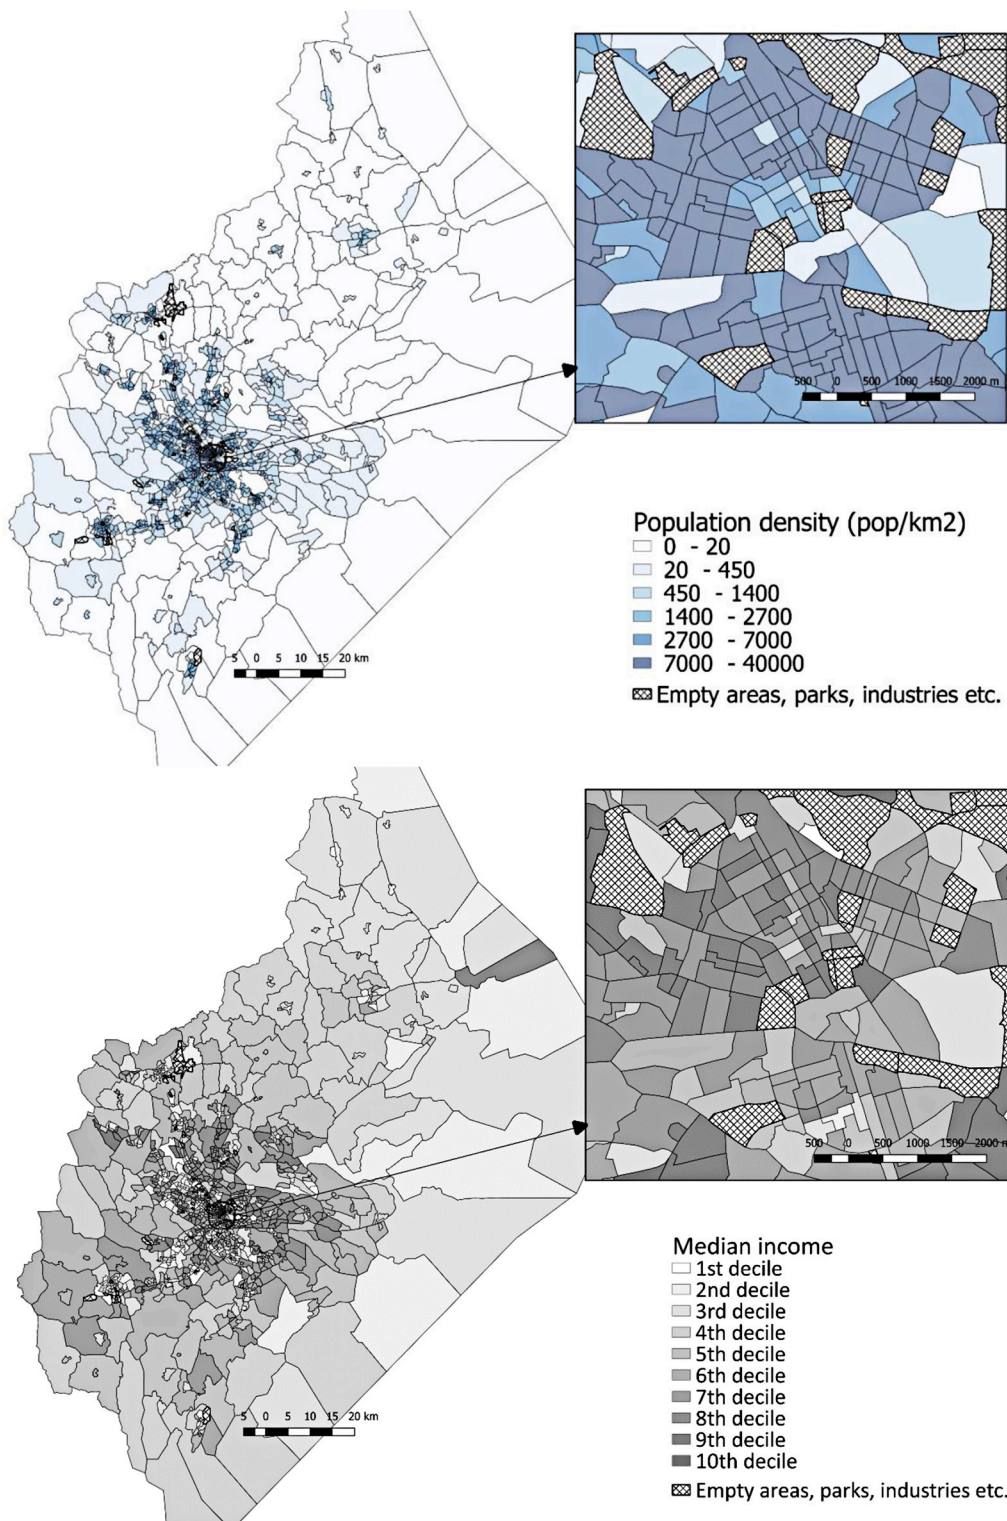 500 0 500 1000 1500 2000 m
Population density (pop/km2)
0 - 20
20 - 450
450 - 1400
1400 - 2700
2700 - 7000
7000 - 40000
Empty areas, parks, industries etc.
5 0 5 10 15 20 km
500 0 500 1000 1500 2000 m
Median income
1st decile
2nd decile
3rd decile
4th decile
5th decile
6th decile
7th decile
8th decile
9th decile
10th decile
Empty areas, parks, industries etc.
5 0 5 10 15 20 km